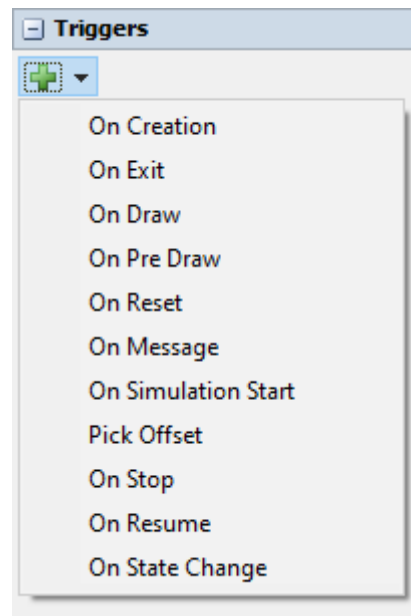 Triggers
On Creation
On Exit
On Draw
On Pre Draw
On Reset
On Message
On Simulation Start
Pick Offset
On Stop
On Resume
On State Change